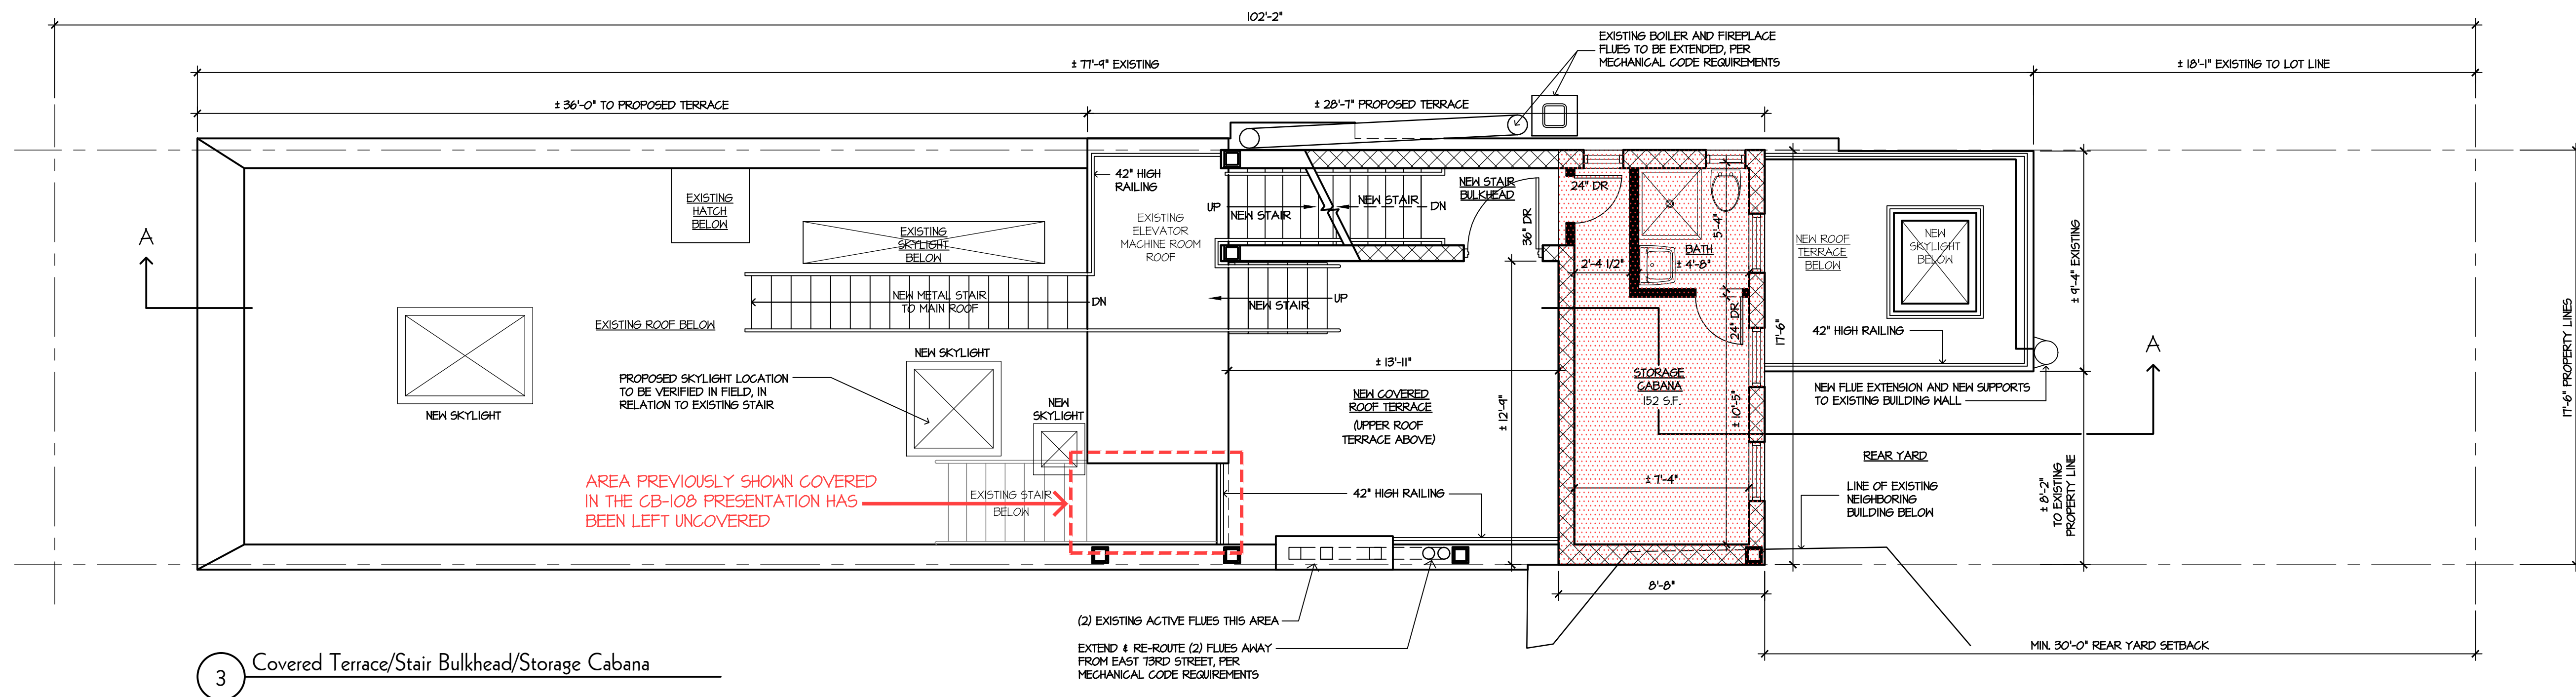 102'-2"
EXISTING BOILER AND FIREPLACE
FLUES TO BE EXTENDED, PER
MECHANICAL CODE REQUIREMENTS
± 77'-9" EXISTING
± 18'-1" EXISTING TO LOT LINE
± 36'-0" TO PROPOSED TERRACE
± 28'-7" PROPOSED TERRACE
A
EXISTING
HATCH
BELOW
EXISTING
SKYLIGHT
BELOW
42" HIGH
RAILING
EXISTING
ELEVATOR
MACHINE ROOM
ROOF
UP
NEW STAIR
NEW STAIR
DN
NEW STAIR
BULKHEAD
36" DR
24" DR
5'-4"
BATH
2'-4 1/2"
± 4'-8"
24" DR
17'-6"
NEW ROOF
TERRACE
BELOW
NEW
SKYLIGHT
BELOW
± 9'-4" EXISTING
17'-6" PROPERTY LINES
NEW METAL STAIR
TO MAIN ROOF
DN
NEW STAIR
UP
EXISTING ROOF BELOW
42" HIGH RAILING
A
NEW SKYLIGHT
NEW SKYLIGHT
PROPOSED SKYLIGHT LOCATION
TO BE VERIFIED IN FIELD, IN
RELATION TO EXISTING STAIR
NEW
SKYLIGHT
± 13'-11"
NEW COVERED
ROOF TERRACE
(UPPER ROOF
TERRACE ABOVE)
± 12'-9"
STORAGE
CABANA
152 S.F.
± 10'-5"
NEW FLUE EXTENSION AND NEW SUPPORTS
TO EXISTING BUILDING WALL
REAR YARD
AREA PREVIOUSLY SHOWN COVERED
IN THE CB-108 PRESENTATION HAS
BEEN LEFT UNCOVERED
EXISTING STAIR
BELOW
42" HIGH RAILING
± 7'-4"
LINE OF EXISTING
NEIGHBORING
BUILDING BELOW
± 8'-2"
TO EXISTING
PROPERTY LINE
8'-8"
(2) EXISTING ACTIVE FLUES THIS AREA
EXTEND & RE-ROUTE (2) FLUES AWAY
FROM EAST 73RD STREET, PER
MECHANICAL CODE REQUIREMENTS
MIN. 30'-0" REAR YARD SETBACK
3
Covered Terrace/Stair Bulkhead/Storage Cabana